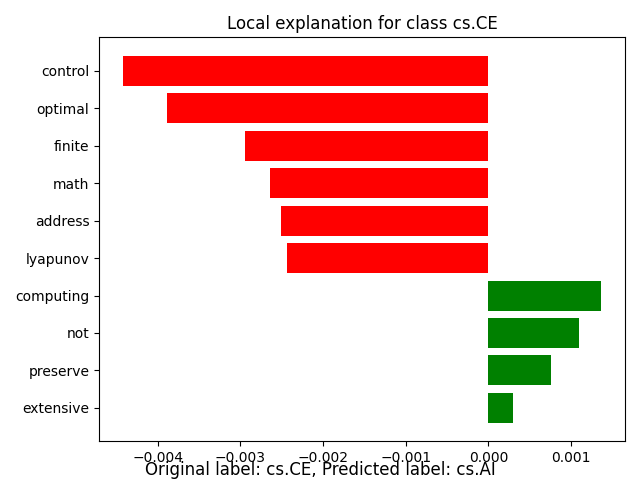 Local explanation for class cs.CE
control
optimal
finite
math
address
lyapunov
computing
not
preserve
extensive
−0.004 −0.003 −0.002 −0.001 0.000 0.001
Original label: cs.CE, Predicted label: cs.AI